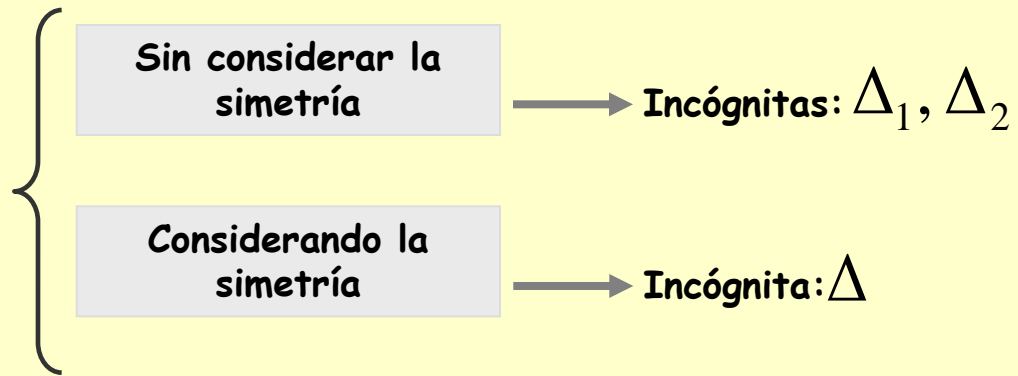 Sin considerar la
simetría
Incógnitas: Δ₁, Δ₂
Considerando la
simetría
Incógnita: Δ